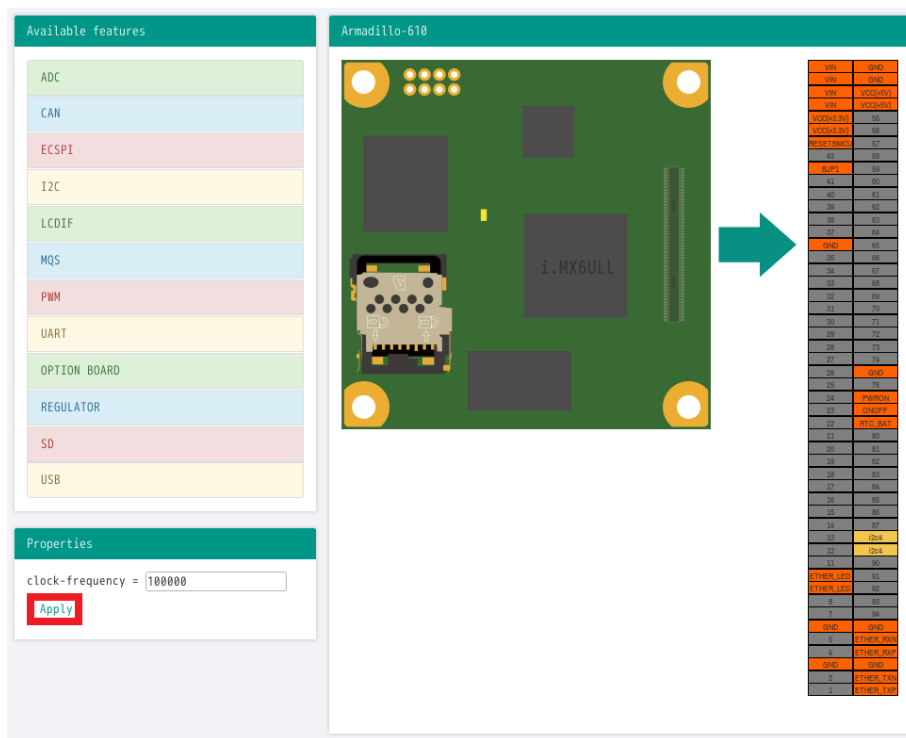 Available features
ADC
CAN
ECSPI
I2C
LCDIF
MQS
PWM
UART
OPTION BOARD
REGULATOR
SD
USB
Properties
clock-frequency = 100000
Apply
Armadillo-610
i.MX6ULL
VIN GND
VIN GND
VIN VCC(+5V)
VIN VCC(+5V)
VCC(+3.3V) 55
VCC(+3.3V) 56
RESETBMCU 57
43 58
BJP1 59
41 60
40 61
39 62
38 63
37 64
GND 65
35 66
34 67
33 68
32 69
31 70
30 71
29 72
28 73
27 74
26 GND
25 76
24 PWRON
23 ONOFF
22 RTC_BAT
21 80
20 81
19 82
18 83
17 84
16 85
15 86
14 87
13 i2c4
12 i2c4
11 90
ETHER_LED 91
ETHER_LED 92
8 93
7 94
GND GND
5 ETHER_RXN
4 ETHER_RXP
GND GND
2 ETHER_TXN
1 ETHER_TXP